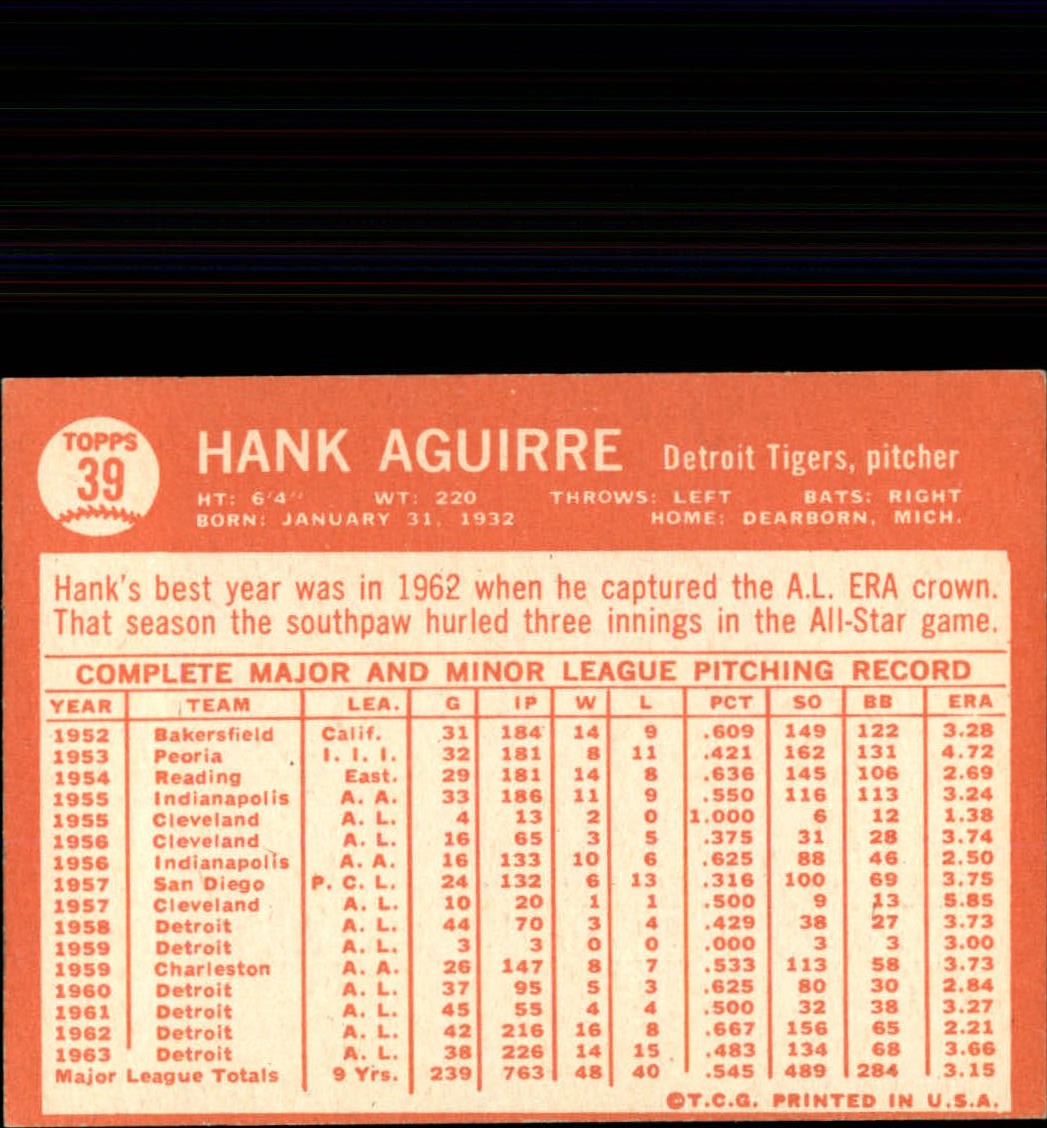 TOPPS
39
HANK AGUIRRE Detroit Tigers, pitcher
HT: 6'4" WT: 220 THROWS: LEFT BATS: RIGHT
BORN: JANUARY 31, 1932 HOME: DEARBORN, MICH.
Hank's best year was in 1962 when he captured the A.L. ERA crown.
That season the southpaw hurled three innings in the All-Star game.
COMPLETE MAJOR AND MINOR LEAGUE PITCHING RECORD
YEAR TEAM LEA. G IP W L PCT SO BB ERA
1952 Bakersfield Calif. 31 184 14 9 .609 149 122 3.28
1953 Peoria I. I. I. 32 181 8 11 .421 162 131 4.72
1954 Reading East. 29 181 14 8 .636 145 106 2.69
1955 Indianapolis A. A. 33 186 11 9 .550 116 113 3.24
1955 Cleveland A. L. 4 13 2 0 1.000 6 12 1.38
1956 Cleveland A. L. 16 65 3 5 .375 31 28 3.74
1956 Indianapolis A. A. 16 133 10 6 .625 88 46 2.50
1957 San Diego P. C. L. 24 132 6 13 .316 100 69 3.75
1957 Cleveland A. L. 10 20 1 1 .500 9 13 5.85
1958 Detroit A. L. 44 70 3 4 .429 38 27 3.73
1959 Detroit A. L. 3 3 0 0 .000 3 3 3.00
1959 Charleston A. A. 26 147 8 7 .533 113 58 3.73
1960 Detroit A. L. 37 95 5 3 .625 80 30 2.84
1961 Detroit A. L. 45 55 4 4 .500 32 38 3.27
1962 Detroit A. L. 42 216 16 8 .667 156 65 2.21
1963 Detroit A. L. 38 226 14 15 .483 134 68 3.66
Major League Totals 9 Yrs. 239 763 48 40 .545 489 284 3.15
©T.C.G. PRINTED IN U.S.A.